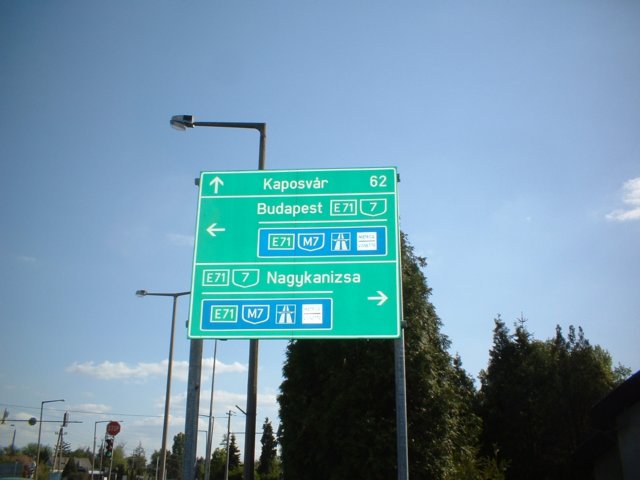 Kaposvár 62
Budapest E71 7
E71 M7
E71 7 Nagykanizsa
E71 M7